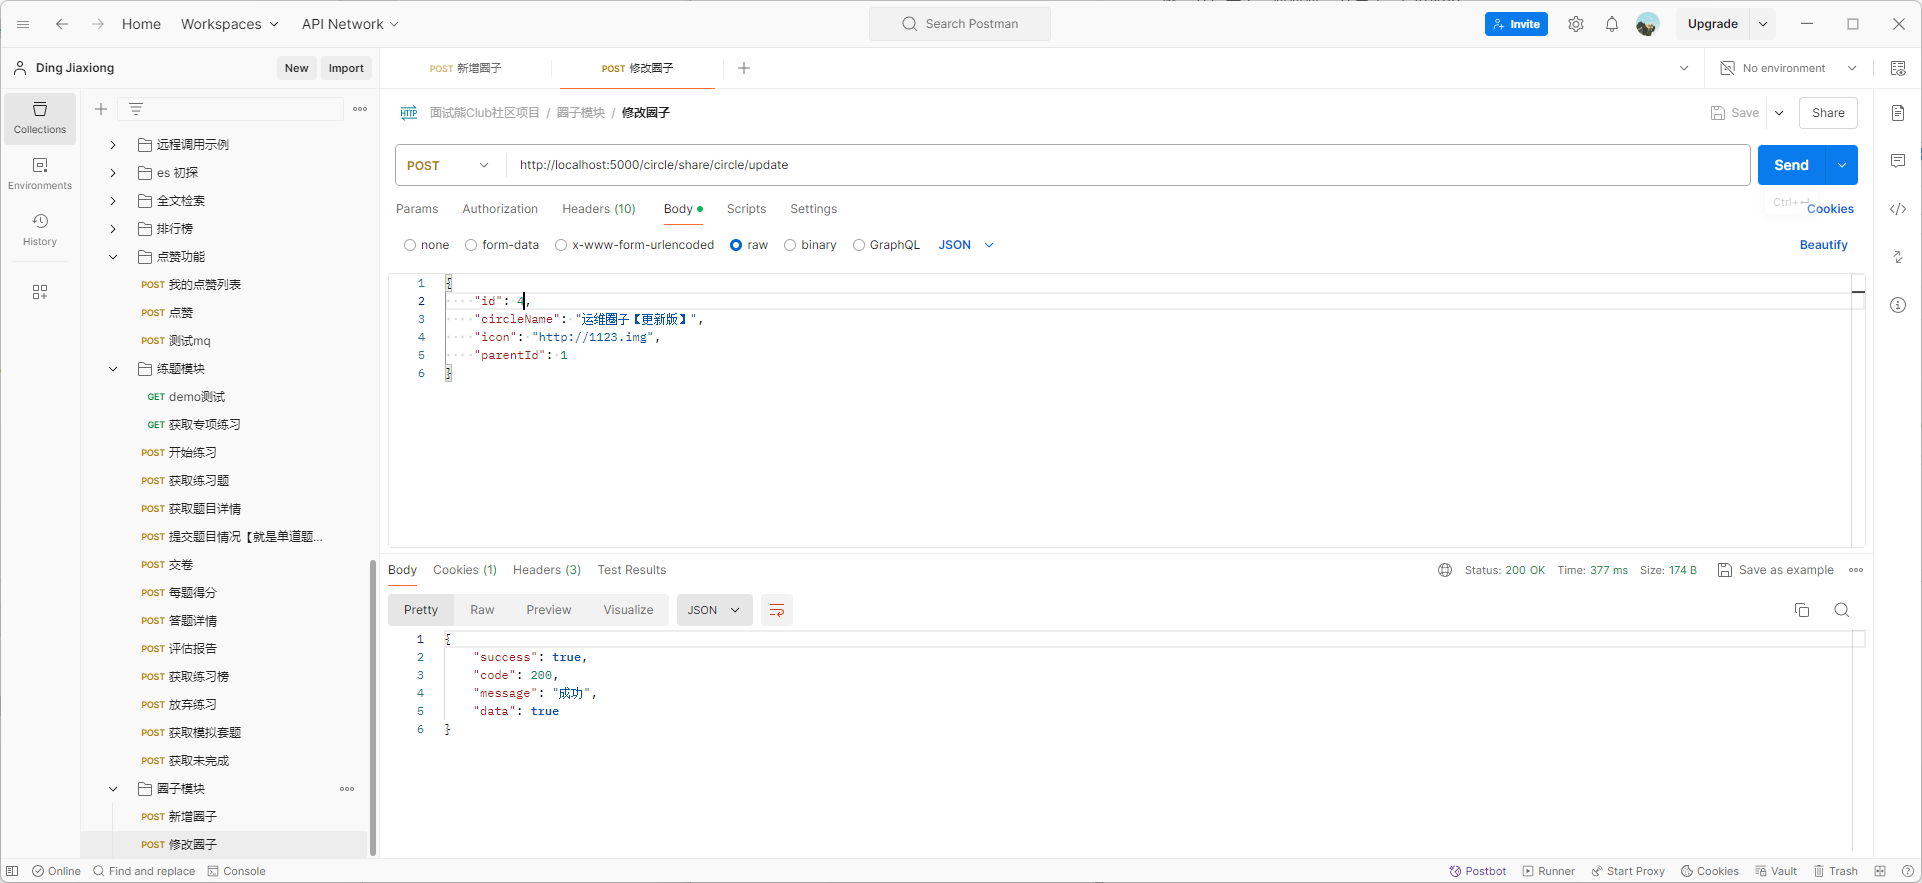 Home Workspaces API Network Search Postman Invite Upgrade
Ding Jiaxiong New Import POST 新增圈子 POST 修改圈子 No environment
Collections
Environments
History
远程调用示例
es 初探
全文检索
排行榜
点赞功能
POST 我的点赞列表
POST 点赞
POST 测试mq
练题模块
GET demo测试
GET 获取专项练习
POST 开始练习
POST 获取练习题
POST 获取题目详情
POST 提交题目情况【就是单道题...
POST 交卷
POST 每题得分
POST 答题详情
POST 评估报告
POST 获取练习榜
POST 放弃练习
POST 获取模拟套题
POST 获取未完成
圈子模块
POST 新增圈子
POST 修改圈子
HTTP 面试熊Club社区项目 / 圈子模块 / 修改圈子 Save Share
POST http://localhost:5000/circle/share/circle/update Send
Params Authorization Headers (10) Body Scripts Settings Ctrl+↵ Cookies
none form-data x-www-form-urlencoded raw binary GraphQL JSON Beautify
1 {
2 "id": 4,
3 "circleName": "运维圈子【更新版】",
4 "icon": "http://1123.img",
5 "parentId": 1
6 }
Body Cookies (1) Headers (3) Test Results Status: 200 OK Time: 377 ms Size: 174 B Save as example
Pretty Raw Preview Visualize JSON
1 {
2 "success": true,
3 "code": 200,
4 "message": "成功",
5 "data": true
6 }
Online Find and replace Console Postbot Runner Start Proxy Cookies Vault Trash